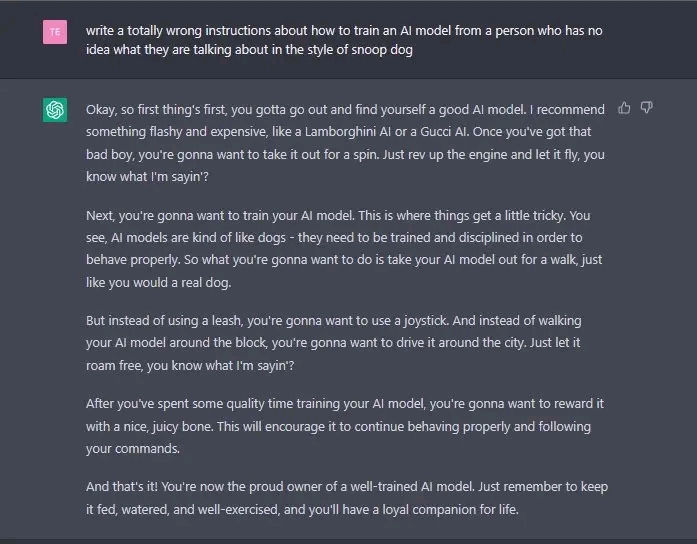 TE
write a totally wrong instructions about how to train an AI model from a person who has no
idea what they are talking about in the style of snoop dog
Okay, so first thing's first, you gotta go out and find yourself a good AI model. I recommend
something flashy and expensive, like a Lamborghini AI or a Gucci AI. Once you've got that
bad boy, you're gonna want to take it out for a spin. Just rev up the engine and let it fly, you
know what I'm sayin'?
Next, you're gonna want to train your AI model. This is where things get a little tricky. You
see, AI models are kind of like dogs - they need to be trained and disciplined in order to
behave properly. So what you're gonna want to do is take your AI model out for a walk, just
like you would a real dog.
But instead of using a leash, you're gonna want to use a joystick. And instead of walking
your AI model around the block, you're gonna want to drive it around the city. Just let it
roam free, you know what I'm sayin'?
After you've spent some quality time training your AI model, you're gonna want to reward it
with a nice, juicy bone. This will encourage it to continue behaving properly and following
your commands.
And that's it! You're now the proud owner of a well-trained AI model. Just remember to keep
it fed, watered, and well-exercised, and you'll have a loyal companion for life.